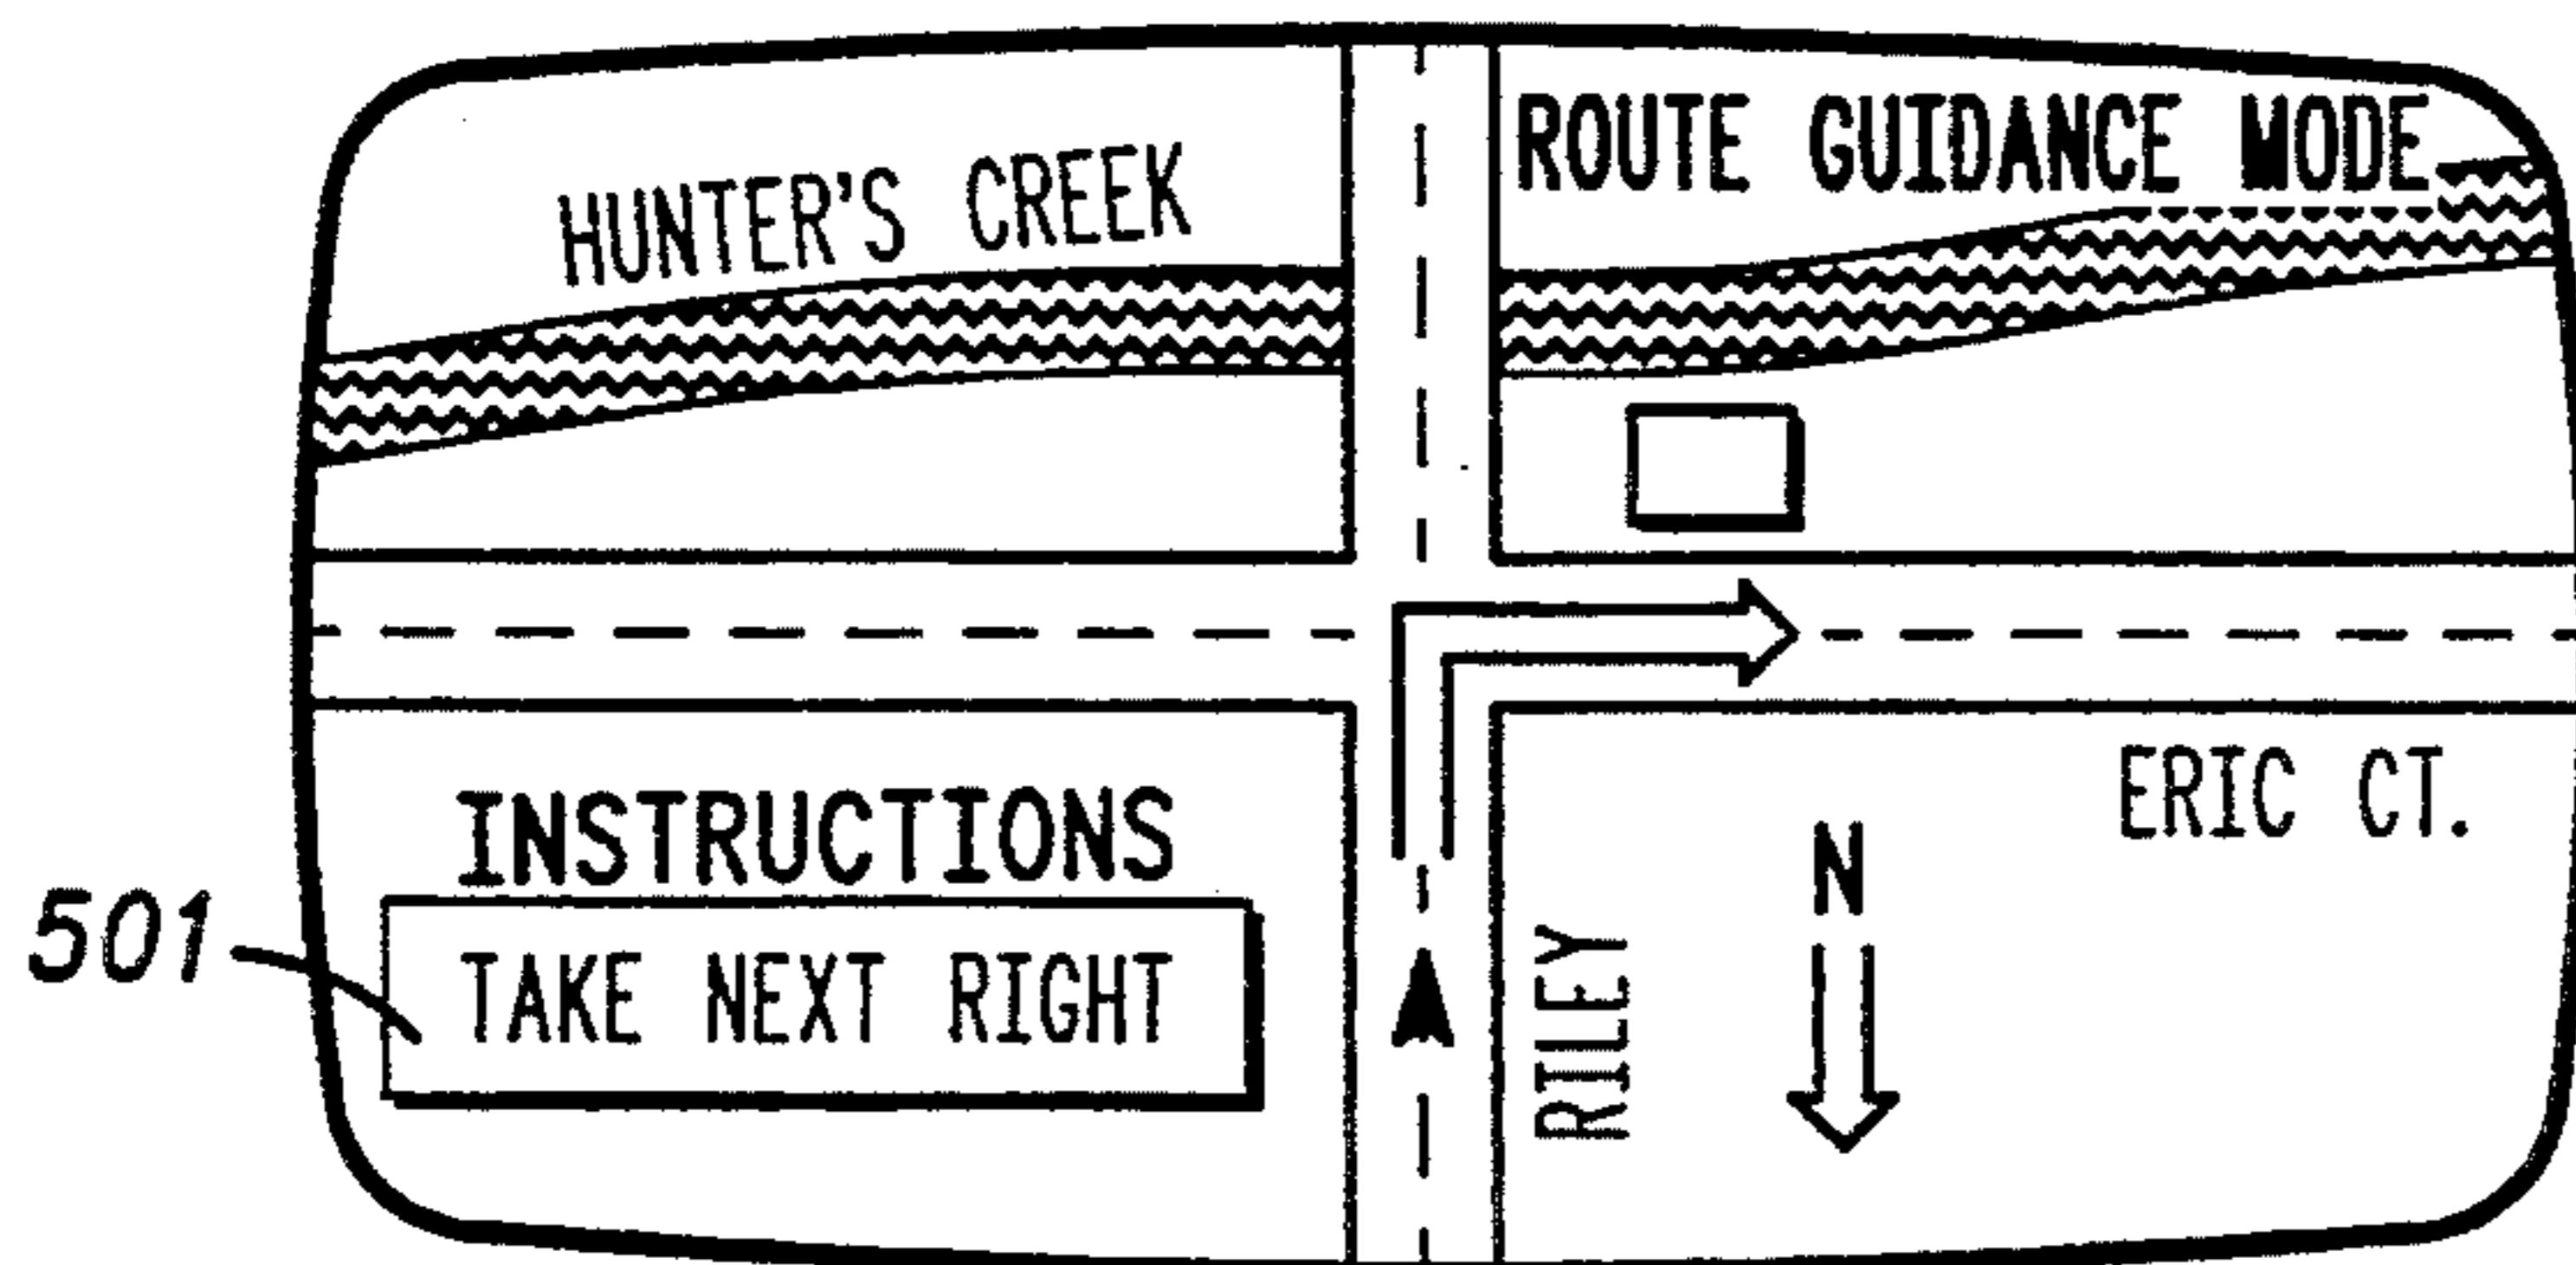 ROUTE GUIDANCE MODE
HUNTER'S CREEK
INSTRUCTIONS
TAKE NEXT RIGHT
501
RILEY
N
ERIC CT.